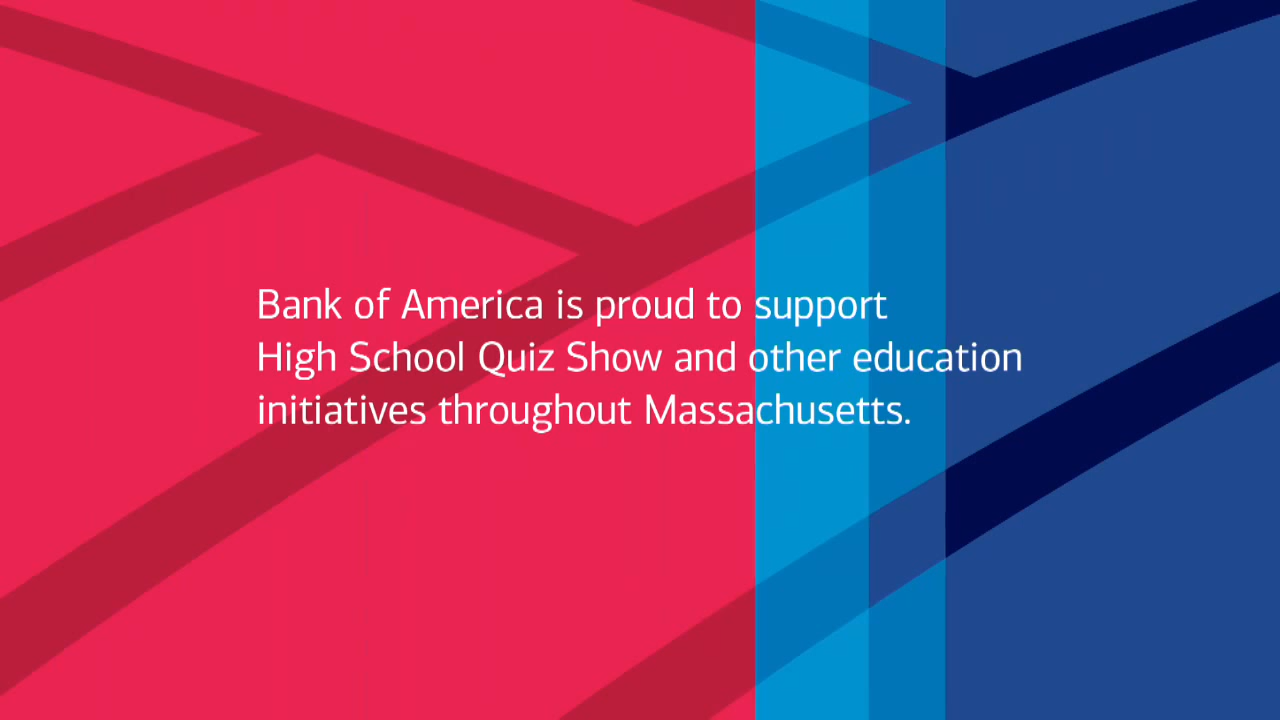 Bank of America is proud to support
High School Quiz Show and other education
initiatives throughout Massachusetts.